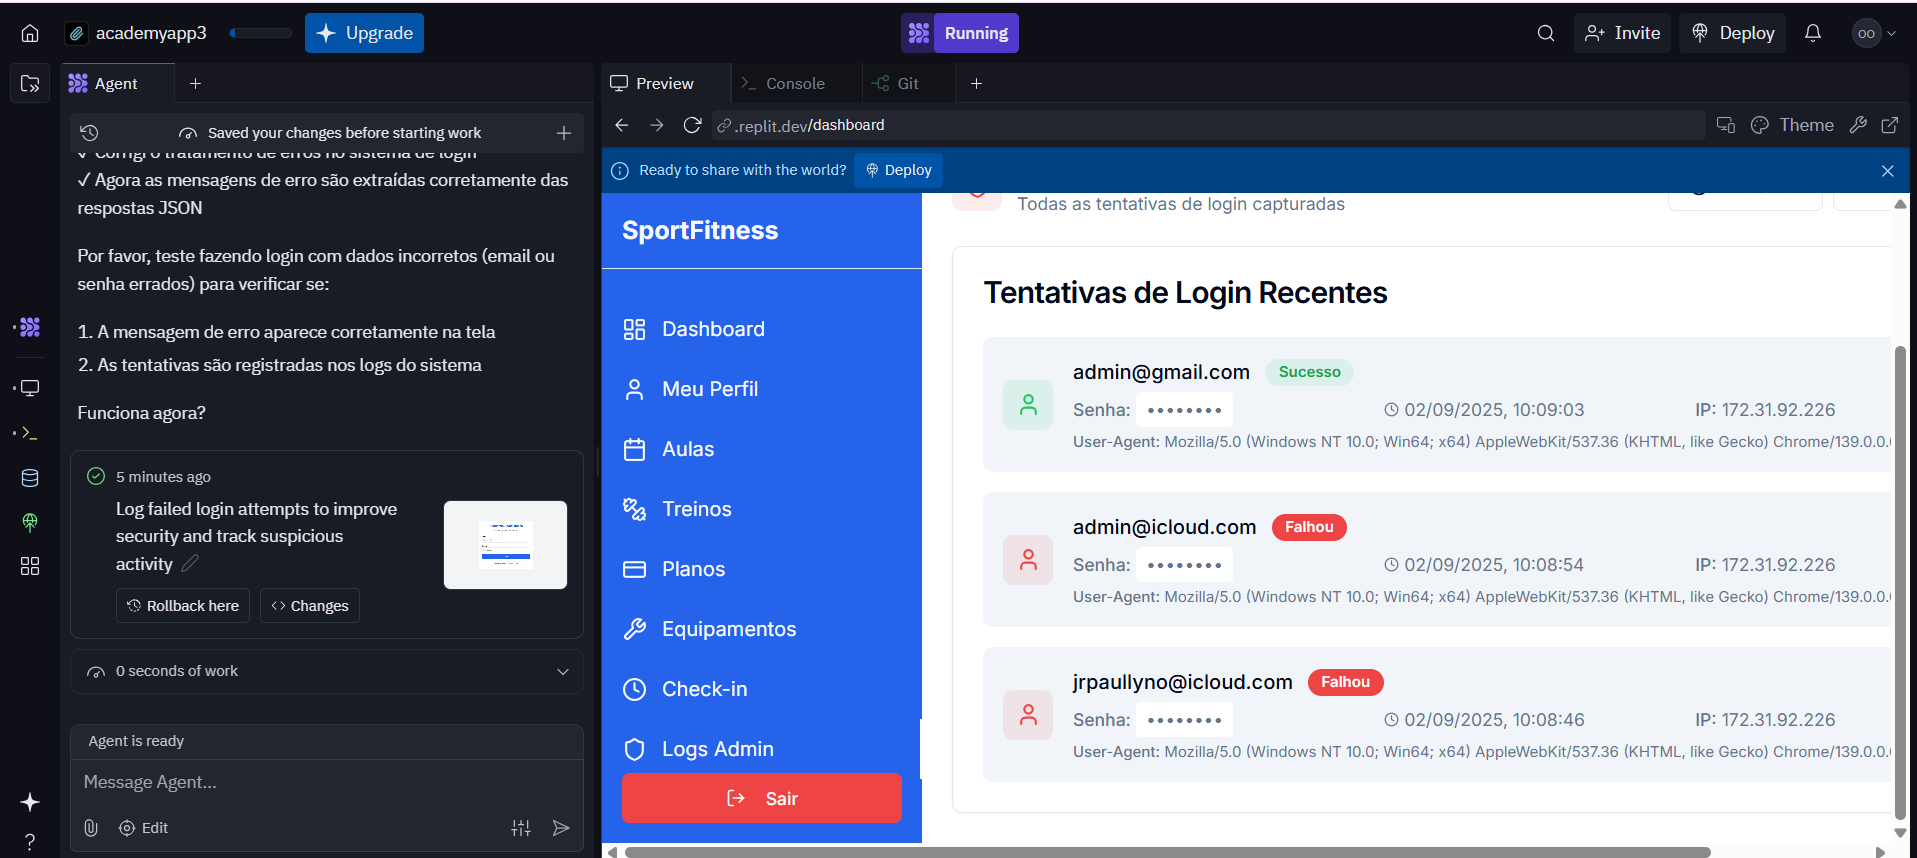 academyapp3
Upgrade
Running
Invite
Deploy
OO
Agent
Preview
Console
Git
Saved your changes before starting work
.replit.dev/dashboard
Theme
Ready to share with the world?
Deploy
✓ Corrigi o tratamento de erros no sistema de login
✓ Agora as mensagens de erro são extraídas corretamente das
respostas JSON
Por favor, teste fazendo login com dados incorretos (email ou
senha errados) para verificar se:
1. A mensagem de erro aparece corretamente na tela
2. As tentativas são registradas nos logs do sistema
Funciona agora?
5 minutes ago
Log failed login attempts to improve
security and track suspicious
activity
Rollback here
Changes
0 seconds of work
Agent is ready
Message Agent...
Edit
?
SportFitness
Dashboard
Meu Perfil
Aulas
Treinos
Planos
Equipamentos
Check-in
Logs Admin
Sair
Todas as tentativas de login capturadas
Tentativas de Login Recentes
admin@gmail.com Sucesso
Senha: •••••••• 02/09/2025, 10:09:03 IP: 172.31.92.226
User-Agent: Mozilla/5.0 (Windows NT 10.0; Win64; x64) AppleWebKit/537.36 (KHTML, like Gecko) Chrome/139.0.0.
admin@icloud.com Falhou
Senha: •••••••• 02/09/2025, 10:08:54 IP: 172.31.92.226
User-Agent: Mozilla/5.0 (Windows NT 10.0; Win64; x64) AppleWebKit/537.36 (KHTML, like Gecko) Chrome/139.0.0.
jrpaullyno@icloud.com Falhou
Senha: •••••••• 02/09/2025, 10:08:46 IP: 172.31.92.226
User-Agent: Mozilla/5.0 (Windows NT 10.0; Win64; x64) AppleWebKit/537.36 (KHTML, like Gecko) Chrome/139.0.0.